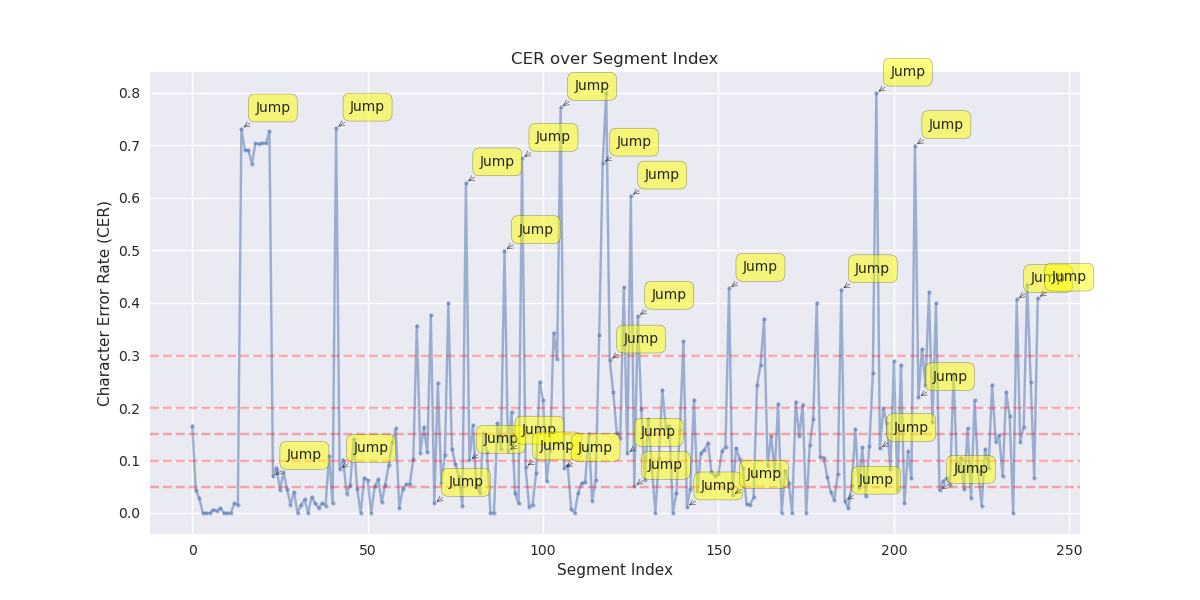 CER over Segment Index
Jump
Jump
0.8
Jump Jump
Jump
Jump Jump
0.7
Jump
Jump
0.6
Jump
0.5
Jump Jump
Jump Jump
Jump
0.4
Jump
0.3
Jump
0.2
Jump Jump Jump
Jump Jump Jump
Jump Jump
0.1
Jump Jump
Jump Jump
Jump Jump
0.0
0 50 100 150 200 250
Segment Index
Character Error Rate (CER)